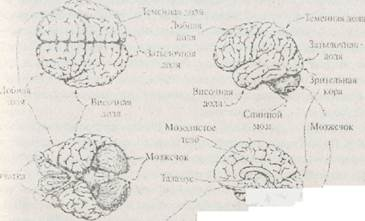 Теменная доля
Лобная
доля
Теменная доля
Затылочная
доля
Затылочная
доля
Зрительная
кора
Лобная
доля
Височная
доля
Височная
доля
Спинной
мозг
Мозжечок
Мозолистое
тело
Мозжечок
Таламус